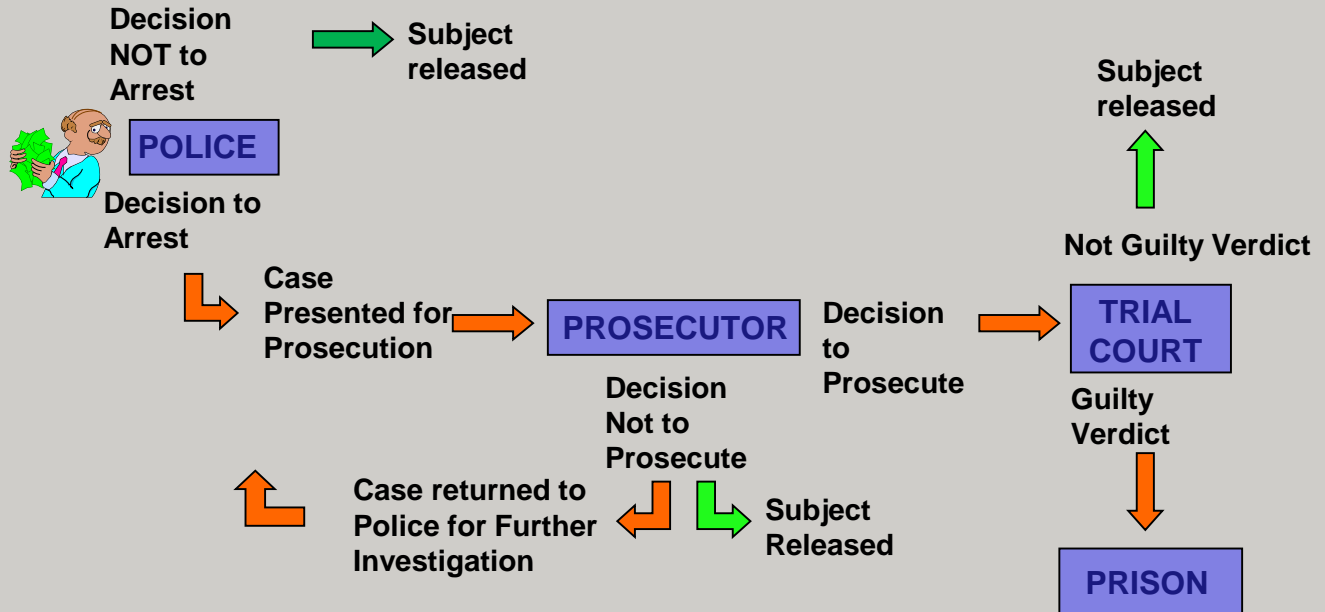 Decision
NOT to
Arrest
Subject
released
POLICE
Decision to
Arrest
Case
Presented for
Prosecution
PROSECUTOR
Decision
to
Prosecute
Subject
released
Not Guilty Verdict
TRIAL
COURT
Guilty
Verdict
PRISON
Decision
Not to
Prosecute
Case returned to
Police for Further
Investigation
Subject
Released